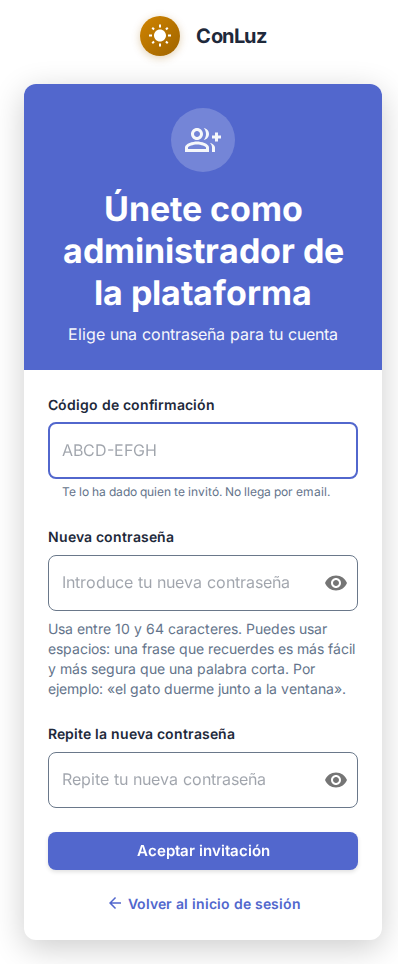 ConLuz
Únete como
administrador de
la plataforma
Elige una contraseña para tu cuenta
Código de confirmación
ABCD-EFGH
Te lo ha dado quien te invitó. No llega por email.
Nueva contraseña
Introduce tu nueva contraseña
Usa entre 10 y 64 caracteres. Puedes usar
espacios: una frase que recuerdes es más fácil
y más segura que una palabra corta. Por
ejemplo: «el gato duerme junto a la ventana».
Repite la nueva contraseña
Repite tu nueva contraseña
Aceptar invitación
← Volver al inicio de sesión